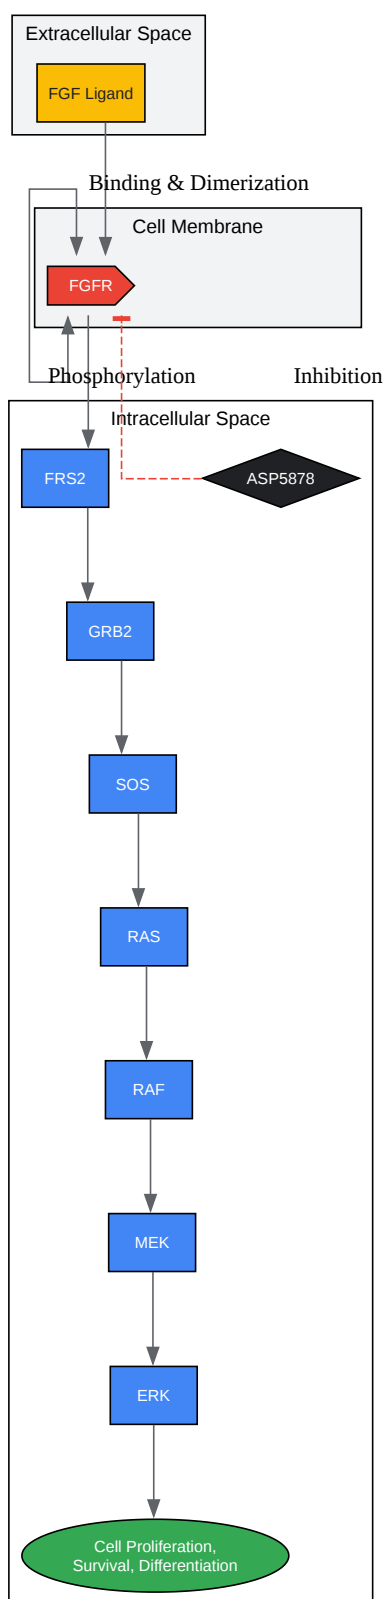 Extracellular Space
FGF Ligand
Binding & Dimerization
Cell Membrane
FGFR
Phosphorylation
Inhibition
Intracellular Space
FRS2
ASP5878
GRB2
SOS
RAS
RAF
MEK
ERK
Cell Proliferation,
Survival, Differentiation